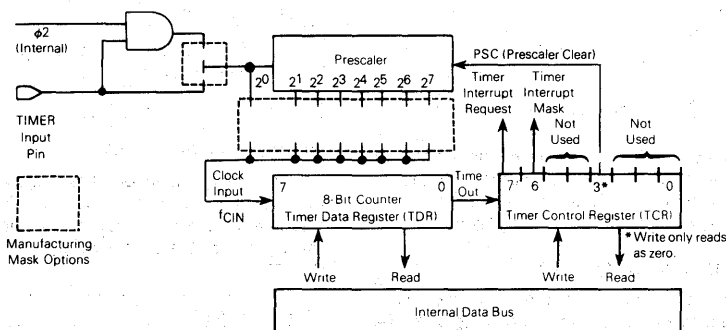 φ2
(Internal)
TIMER
Input
Pin
Manufacturing
Mask Options
Prescaler
2⁰ 2¹ 2² 2³ 2⁴ 2⁵ 2⁶ 2⁷
PSC (Prescaler Clear)
Timer
Interrupt
Request
Timer
Interrupt
Mask
Not
Used
Not
Used
Clock
Input
fCIN
7 0
8-Bit Counter
Timer Data Register (TDR)
Time
Out
7 6 3* 0
Timer Control Register (TCR)
* Write only reads
as zero.
Write Read
Write Read
Internal Data Bus